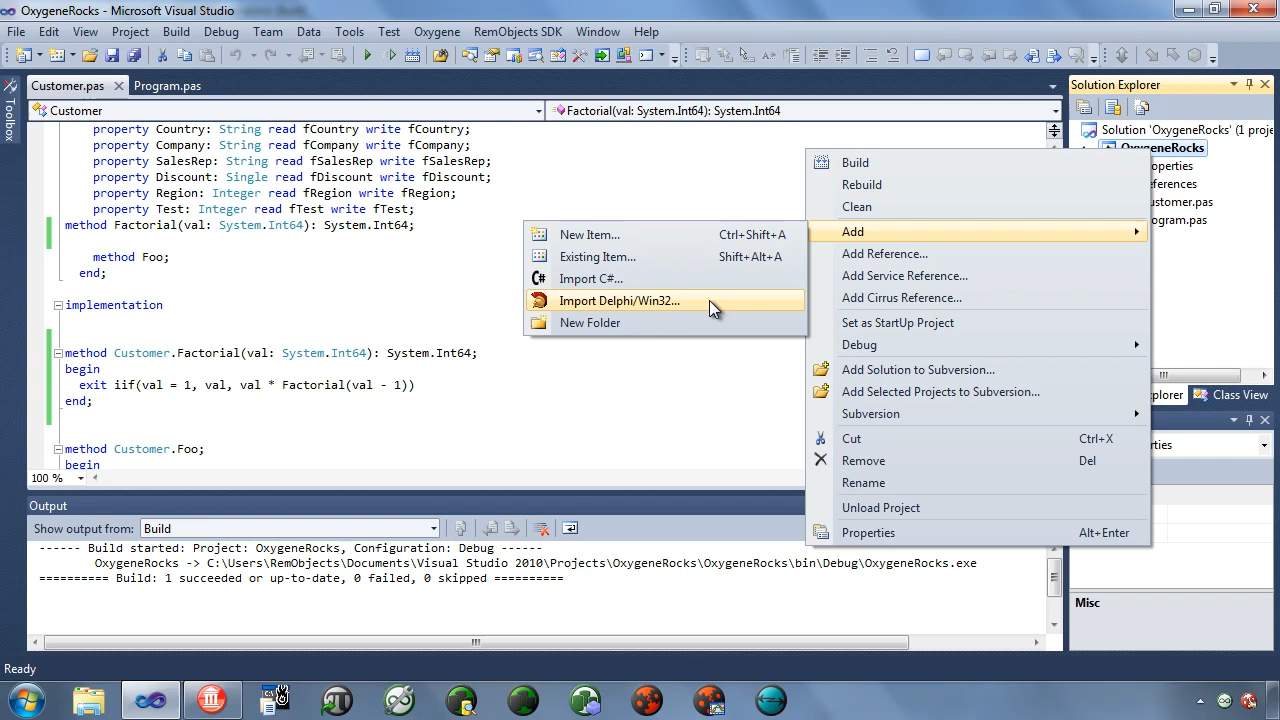 OxygeneRocks - Microsoft Visual Studio
File Edit View Project Build Debug Team Data Tools Test Oxygene RemObjects SDK Window Help
Toolbox
Customer.pas Program.pas
Customer
Factorial(val: System.Int64): System.Int64
property Country: String read fCountry write fCountry;
property Company: String read fCompany write fCompany;
property SalesRep: String read fSalesRep write fSalesRep;
property Discount: Single read fDiscount write fDiscount;
property Region: Integer read fRegion write fRegion;
property Test: Integer read fTest write fTest;
method Factorial(val: System.Int64): System.Int64;
method Foo;
end;
implementation
method Customer.Factorial(val: System.Int64): System.Int64;
begin
exit iif(val = 1, val, val * Factorial(val - 1))
end;
method Customer.Foo;
begin
100 %
New Item... Ctrl+Shift+A
Existing Item... Shift+Alt+A
Import C#...
Import Delphi/Win32...
New Folder
Build
Rebuild
Clean
Add
Add Reference...
Add Service Reference...
Add Cirrus Reference...
Set as StartUp Project
Debug
Add Solution to Subversion...
Add Selected Projects to Subversion...
Subversion
Cut Ctrl+X
Remove Del
Rename
Unload Project
Properties Alt+Enter
Solution Explorer
Solution 'OxygeneRocks' (1 proje
OxygeneRocks
operties
eferences
ustomer.pas
ogram.pas
plorer Class View
rties
Misc
Output
Show output from: Build
------ Build started: Project: OxygeneRocks, Configuration: Debug ------
OxygeneRocks -> C:\Users\RemObjects\Documents\Visual Studio 2010\Projects\OxygeneRocks\OxygeneRocks\bin\Debug\OxygeneRocks.exe
========== Build: 1 succeeded or up-to-date, 0 failed, 0 skipped ==========
Ready